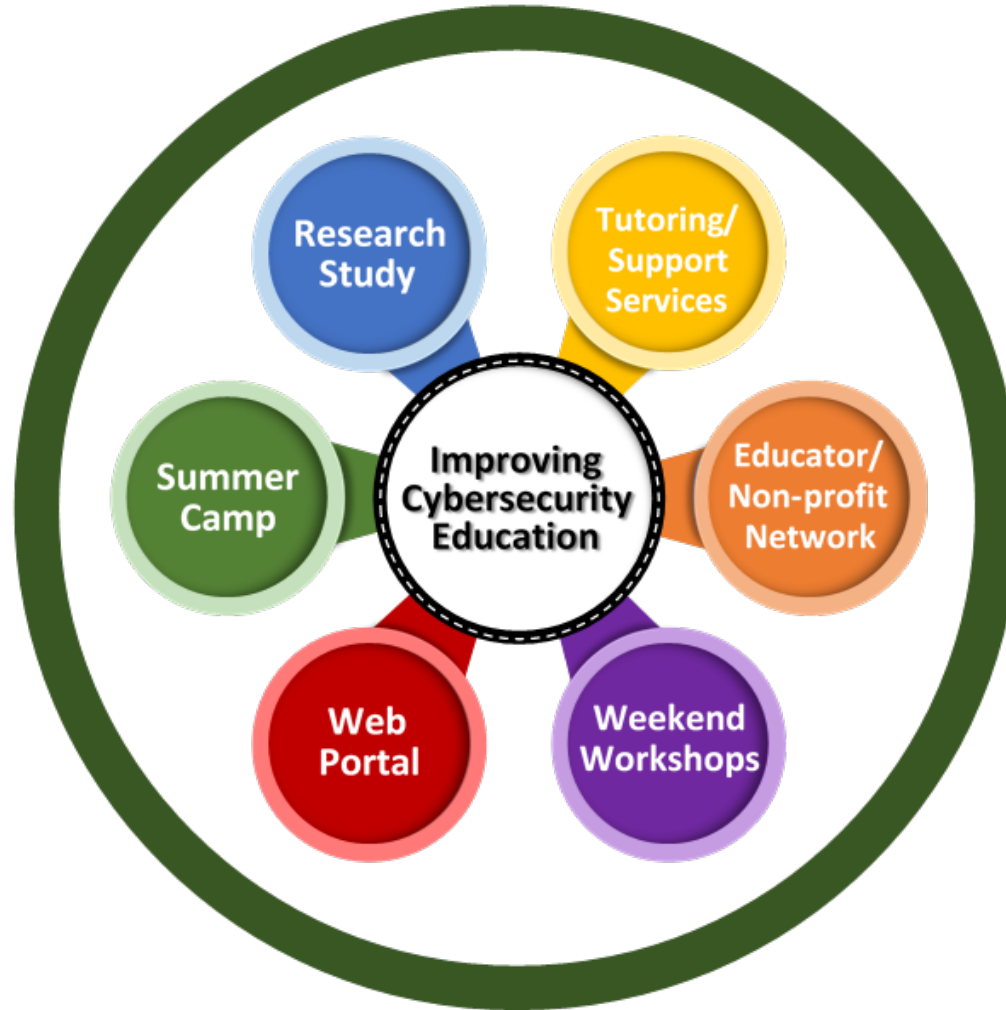 Research
Study
Tutoring/
Support
Services
Summer
Camp
Improving
Cybersecurity
Education
Educator/
Non-profit
Network
Web
Portal
Weekend
Workshops